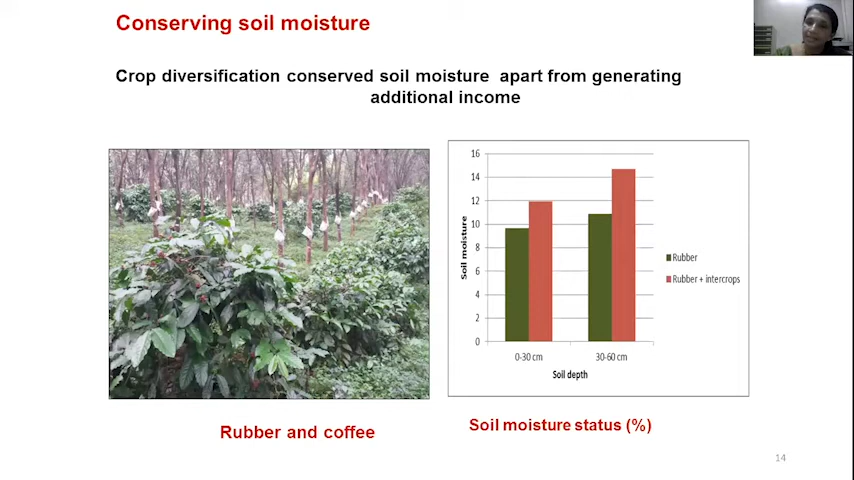 Conserving soil moisture
Crop diversification conserved soil moisture apart from generating
additional income
16
14
12
10
8
6
4
2
0
Soil moisture
0-30 cm
30-60 cm
Soil depth
Rubber
Rubber + intercrops
Rubber and coffee
Soil moisture status (%)
14